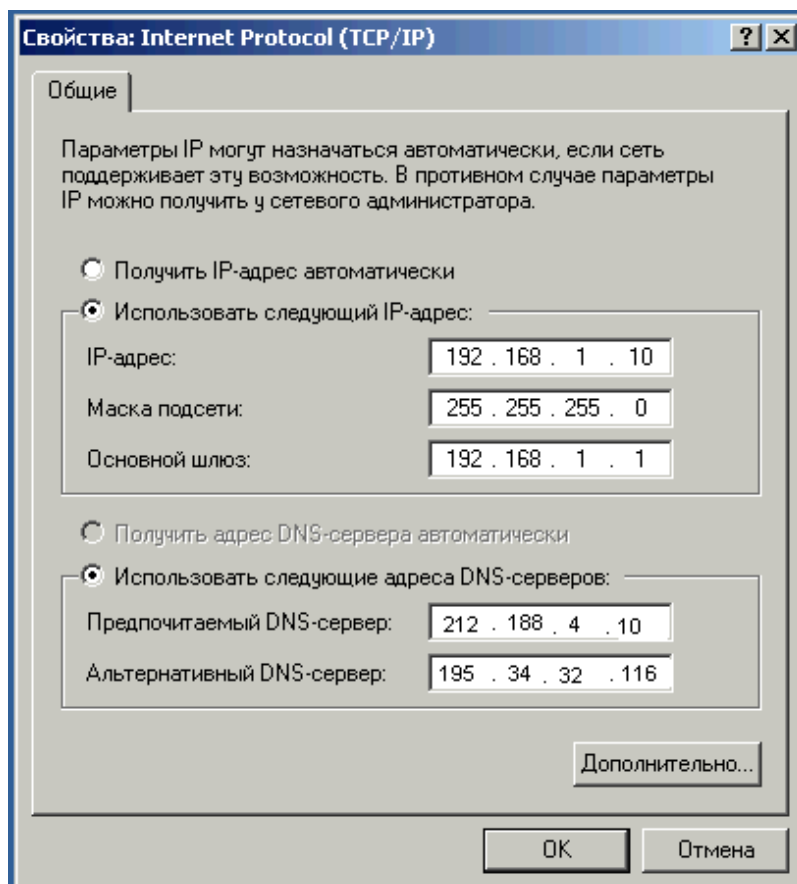 Свойства: Internet Protocol (TCP/IP)
Общие
Параметры IP могут назначаться автоматически, если сеть
поддерживает эту возможность. В противном случае параметры
IP можно получить у сетевого администратора.
Получить IP-адрес автоматически
Использовать следующий IP-адрес:
IP-адрес: 192 . 168 . 1 . 10
Маска подсети: 255 . 255 . 255 . 0
Основной шлюз: 192 . 168 . 1 . 1
Получить адрес DNS-сервера автоматически
Использовать следующие адреса DNS-серверов:
Предпочитаемый DNS-сервер: 212 . 188 . 4 . 10
Альтернативный DNS-сервер: 195 . 34 . 32 . 116
Дополнительно...
OK Отмена